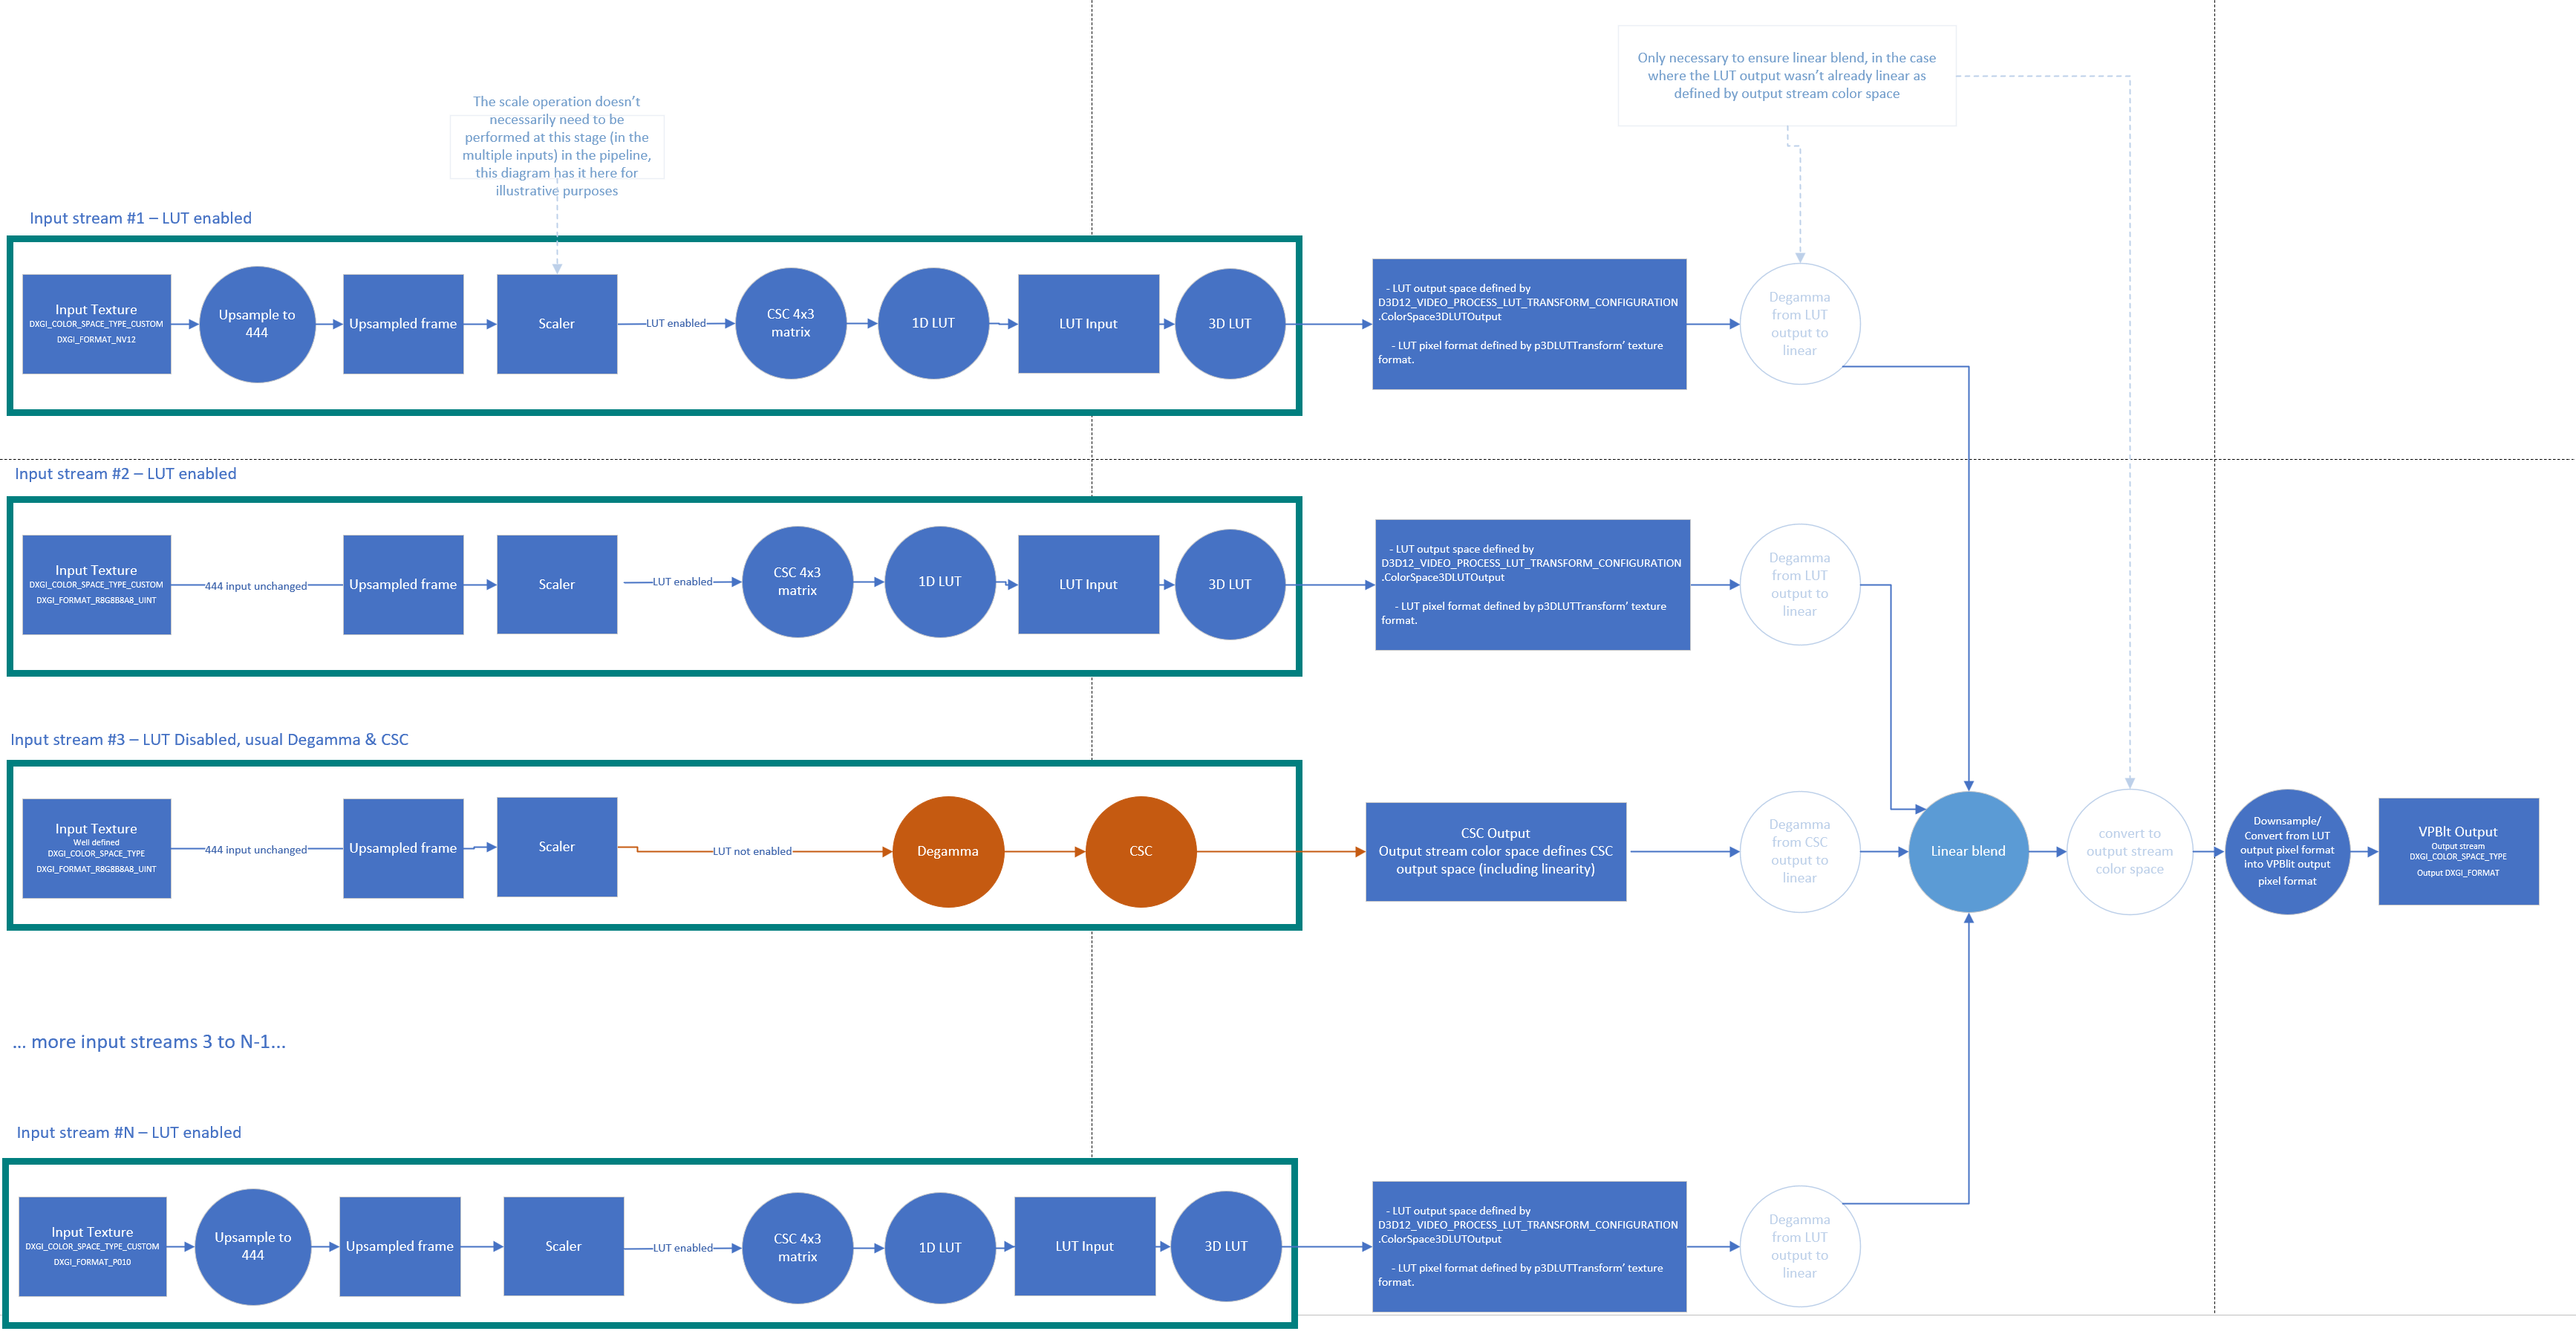 Only necessary to ensure linear blend, in the case
where the LUT output wasn't already linear as
defined by output stream color space
The scale operation doesn't
necessarily need to be
performed at this stage (in the
multiple inputs) in the pipeline,
this diagram has it here for
illustrative purposes
Input stream #1 – LUT enabled
Input Texture
DXGI_COLOR_SPACE_TYPE_CUSTOM
DXGI_FORMAT_NV12
Upsample to
444
Upsampled frame
Scaler
LUT enabled
CSC 4x3
matrix
1D LUT
LUT Input
3D LUT
- LUT output space defined by
D3D12_VIDEO_PROCESS_LUT_TRANSFORM_CONFIGURATION
.ColorSpace3DLUTOutput
- LUT pixel format defined by p3DLUTTransform' texture
format.
Degamma
from LUT
output to
linear
Input stream #2 – LUT enabled
Input Texture
DXGI_COLOR_SPACE_TYPE_CUSTOM
DXGI_FORMAT_R8G8B8A8_UINT
444 input unchanged
Upsampled frame
Scaler
LUT enabled
CSC 4x3
matrix
1D LUT
LUT Input
3D LUT
- LUT output space defined by
D3D12_VIDEO_PROCESS_LUT_TRANSFORM_CONFIGURATION
.ColorSpace3DLUTOutput
- LUT pixel format defined by p3DLUTTransform' texture
format.
Degamma
from LUT
output to
linear
Input stream #3 – LUT Disabled, usual Degamma & CSC
Input Texture
Well defined
DXGI_COLOR_SPACE_TYPE
DXGI_FORMAT_R8G8B8A8_UINT
444 input unchanged
Upsampled frame
Scaler
LUT not enabled
Degamma
CSC
CSC Output
Output stream color space defines CSC
output space (including linearity)
Degamma
from CSC
output to
linear
Linear blend
convert to
output stream
color space
Downsample/
Convert from LUT
output pixel format
into VPBlit output
pixel format
VPBlt Output
Output stream
DXGI_COLOR_SPACE_TYPE
Output DXGI_FORMAT
... more input streams 3 to N-1...
Input stream #N – LUT enabled
Input Texture
DXGI_COLOR_SPACE_TYPE_CUSTOM
DXGI_FORMAT_P010
Upsample to
444
Upsampled frame
Scaler
LUT enabled
CSC 4x3
matrix
1D LUT
LUT Input
3D LUT
- LUT output space defined by
D3D12_VIDEO_PROCESS_LUT_TRANSFORM_CONFIGURATION
.ColorSpace3DLUTOutput
- LUT pixel format defined by p3DLUTTransform' texture
format.
Degamma
from LUT
output to
linear